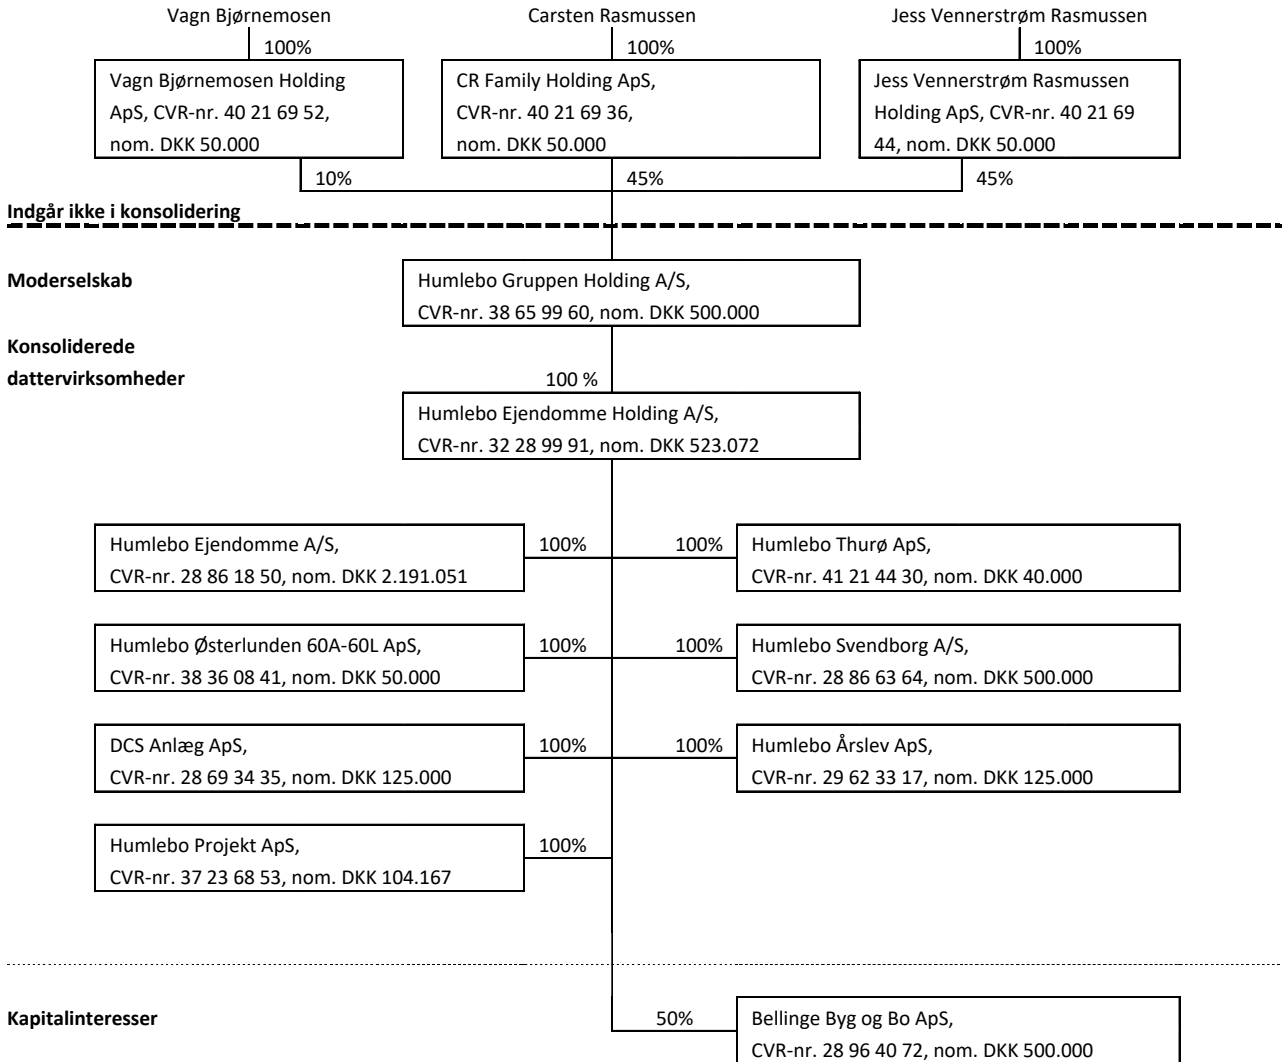 Vagn Bjørnemosen
Carsten Rasmussen
Jess Vennerstrøm Rasmussen
100%
100%
100%
Vagn Bjørnemosen Holding
ApS, CVR-nr. 40 21 69 52,
nom. DKK 50.000
CR Family Holding ApS,
CVR-nr. 40 21 69 36,
nom. DKK 50.000
Jess Vennerstrøm Rasmussen
Holding ApS, CVR-nr. 40 21 69
44, nom. DKK 50.000
10%
45%
45%
Indgår ikke i konsolidering
Moderselskab
Humlebo Gruppen Holding A/S,
CVR-nr. 38 65 99 60, nom. DKK 500.000
Konsoliderede
dattervirksomheder
100 %
Humlebo Ejendomme Holding A/S,
CVR-nr. 32 28 99 91, nom. DKK 523.072
Humlebo Ejendomme A/S,
CVR-nr. 28 86 18 50, nom. DKK 2.191.051
100%
100%
Humlebo Thurø ApS,
CVR-nr. 41 21 44 30, nom. DKK 40.000
Humlebo Østerlunden 60A-60L ApS,
CVR-nr. 38 36 08 41, nom. DKK 50.000
100%
100%
Humlebo Svendborg A/S,
CVR-nr. 28 86 63 64, nom. DKK 500.000
DCS Anlæg ApS,
CVR-nr. 28 69 34 35, nom. DKK 125.000
100%
100%
Humlebo Årslev ApS,
CVR-nr. 29 62 33 17, nom. DKK 125.000
Humlebo Projekt ApS,
CVR-nr. 37 23 68 53, nom. DKK 104.167
100%
Kapitalinteresser
50%
Bellinge Byg og Bo ApS,
CVR-nr. 28 96 40 72, nom. DKK 500.000